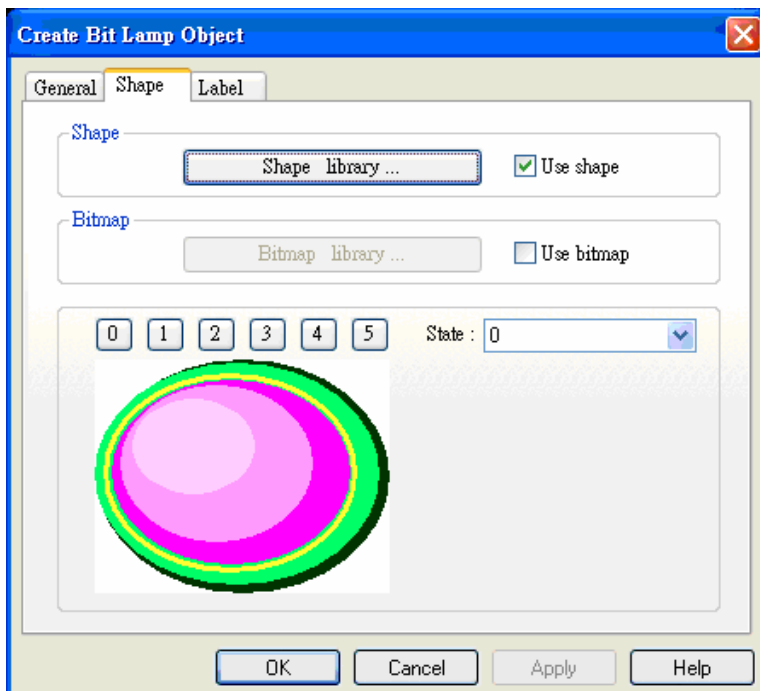 Create Bit Lamp Object
General Shape Label
Shape
Shape library ... Use shape
Bitmap
Bitmap library ... Use bitmap
0 1 2 3 4 5 State : 0
OK Cancel Apply Help